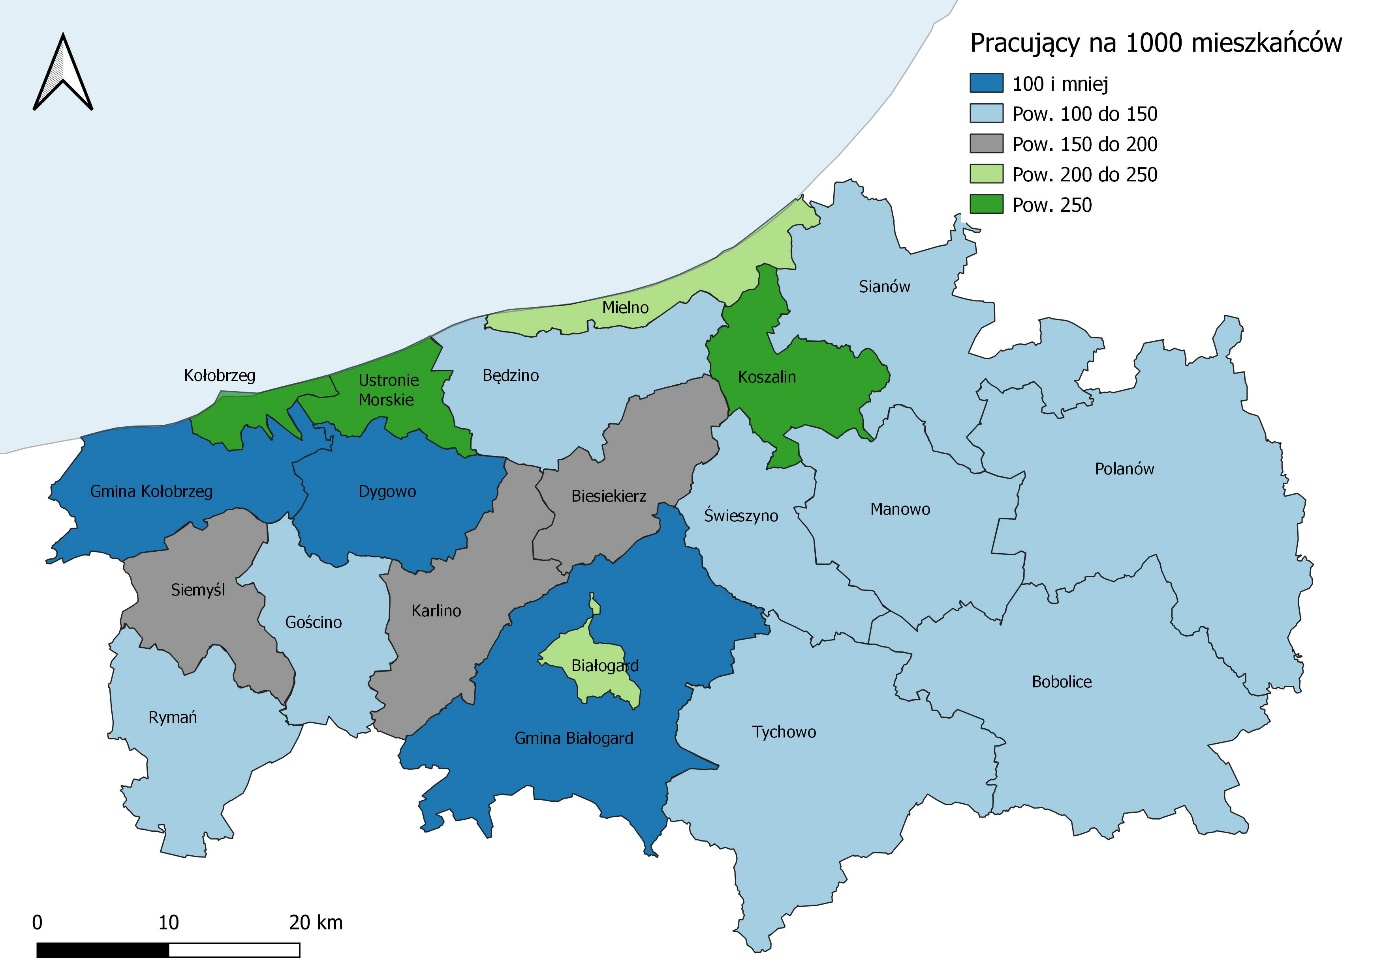 Pracujący na 1000 mieszkańców
100 i mniej
Pow. 100 do 150
Pow. 150 do 200
Pow. 200 do 250
Pow. 250
Sianów
Mielno
Kołobrzeg
Ustronie
Morskie
Będzino
Koszalin
Polanów
Gmina Kołobrzeg
Dygowo
Biesiekierz
Świeszyno
Manowo
Siemyśl
Gościno
Karlino
Białogard
Bobolice
Rymań
Gmina Białogard
Tychowo
0 10 20 km